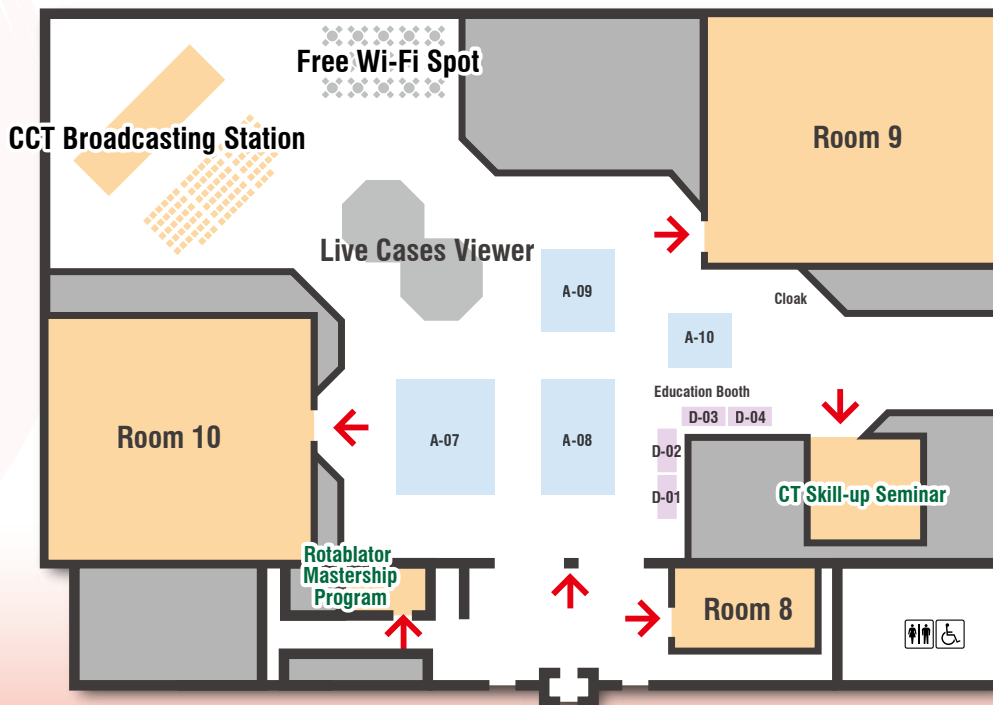 Free Wi-Fi Spot
CCT Broadcasting Station
Room 9
Live Cases Viewer
A-09
Cloak
A-10
Education Booth
D-03
D-04
Room 10
A-07
A-08
D-02
D-01
CT Skill-up Seminar
Rotablator
Mastership
Program
Room 8